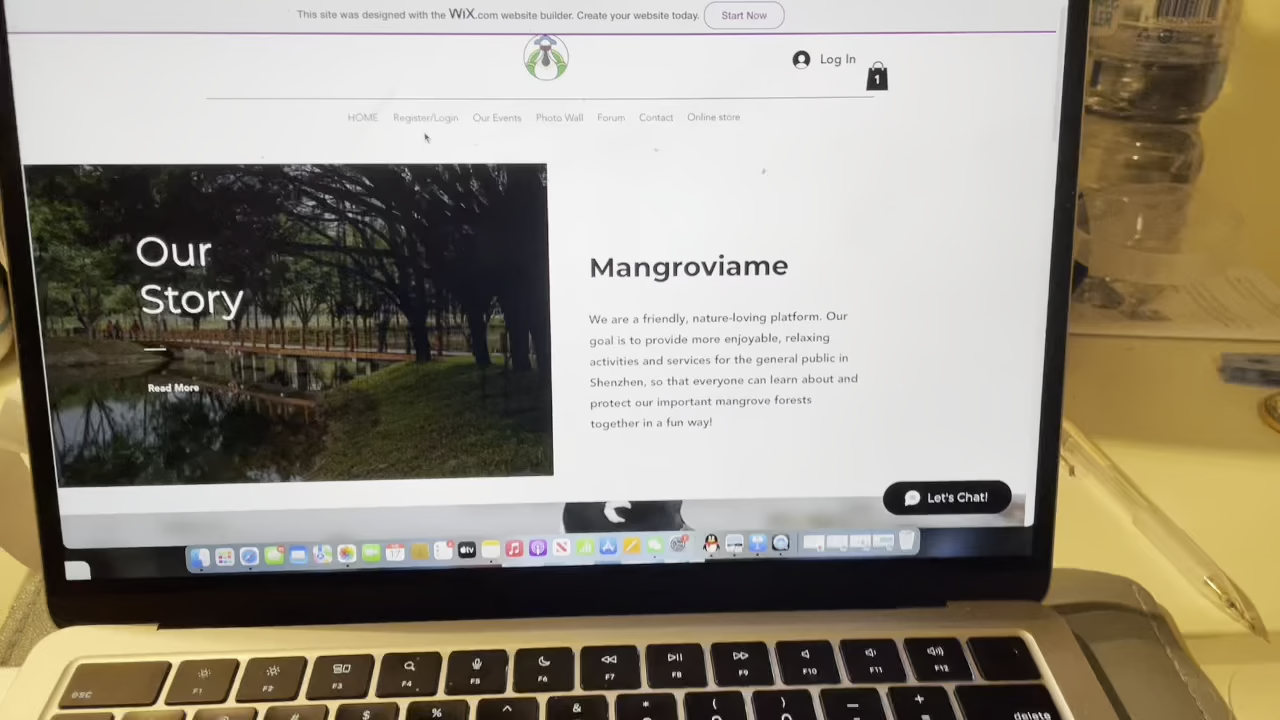 This site was designed with the WiX.com website builder. Create your website today. Start Now
Log In
1
HOME Register/Login Our Events Photo Wall Forum Contact Online store
Our
Story
Read More
Mangroviame
We are a friendly, nature-loving platform. Our
goal is to provide more enjoyable, relaxing
activities and services for the general public in
Shenzhen, so that everyone can learn about and
protect our important mangrove forests
together in a fun way!
Let's Chat!
17
tv
esc F1 F2 F3 F4 F5 F6 F7 F8 F9 F10 F11 F12
# $ % ^ & * ( ) — + delete